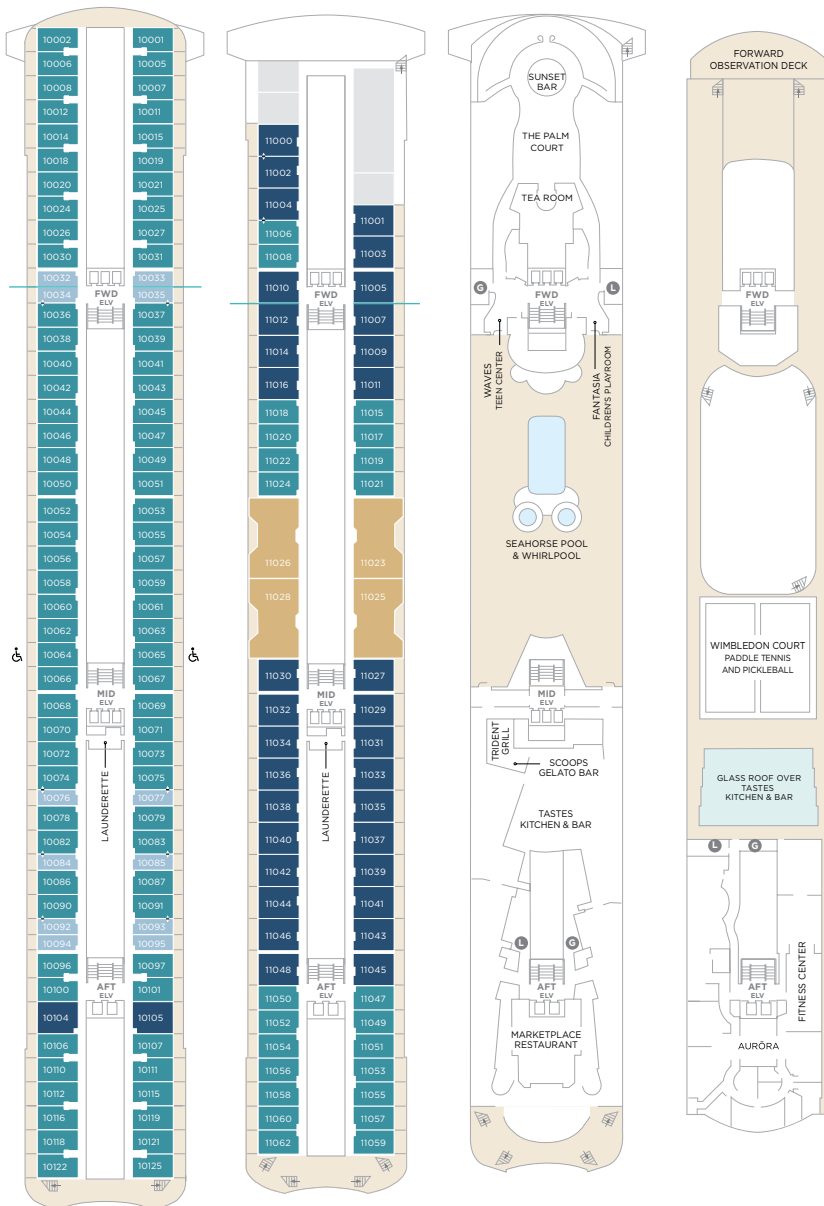 10002
10001
10006
10005
10008
10007
10012
10011
10014
10015
10018
10019
10020
10021
10024
10025
10026
10027
10030
10031
10032
10033
10034
10035
FWD
ELV
10036
10037
10038
10039
10040
10041
10042
10043
10044
10045
10046
10047
10048
10049
10050
10051
10052
10053
10054
10055
10056
10057
10058
10059
10060
10061
10062
10063
10064
10065
10066
10067
MID
ELV
10068
10069
10070
10071
10072
10073
10074
10075
10076
10077
10078
10079
10082
10083
10084
10085
10086
10087
10090
10091
10092
10093
10094
10095
LAUNDERETTE
10096
10097
10100
10101
AFT
ELV
10104
10105
10106
10107
10110
10111
10112
10115
10116
10119
10118
10121
10122
10125
11000
11002
11004
11001
11006
11008
11003
11010
11005
FWD
ELV
11012
11007
11014
11009
11016
11011
11018
11015
11020
11017
11022
11019
11024
11021
11026
11023
11028
11025
11030
11027
MID
ELV
11032
11029
11034
11031
11036
11033
11038
11035
11040
11037
11042
11039
11044
11041
11046
11043
LAUNDERETTE
11048
11045
AFT
ELV
11050
11047
11052
11049
11054
11051
11056
11053
11058
11055
11060
11057
11062
11059
SUNSET
BAR
THE PALM
COURT
TEA ROOM
G
FWD
ELV
L
WAVES
TEEN CENTER
FANTASIA
CHILDREN'S PLAYROOM
SEAHORSE POOL
& WHIRLPOOL
MID
ELV
TRIDENT
GRILL
SCOOPS
GELATO BAR
TASTES
KITCHEN & BAR
L
G
AFT
ELV
MARKETPLACE
RESTAURANT
FORWARD
OBSERVATION DECK
FWD
ELV
WIMBLEDON COURT
PADDLE TENNIS
AND PICKLEBALL
GLASS ROOF OVER
TASTES
KITCHEN & BAR
L
G
FITNESS CENTER
AFT
ELV
AURŌRA